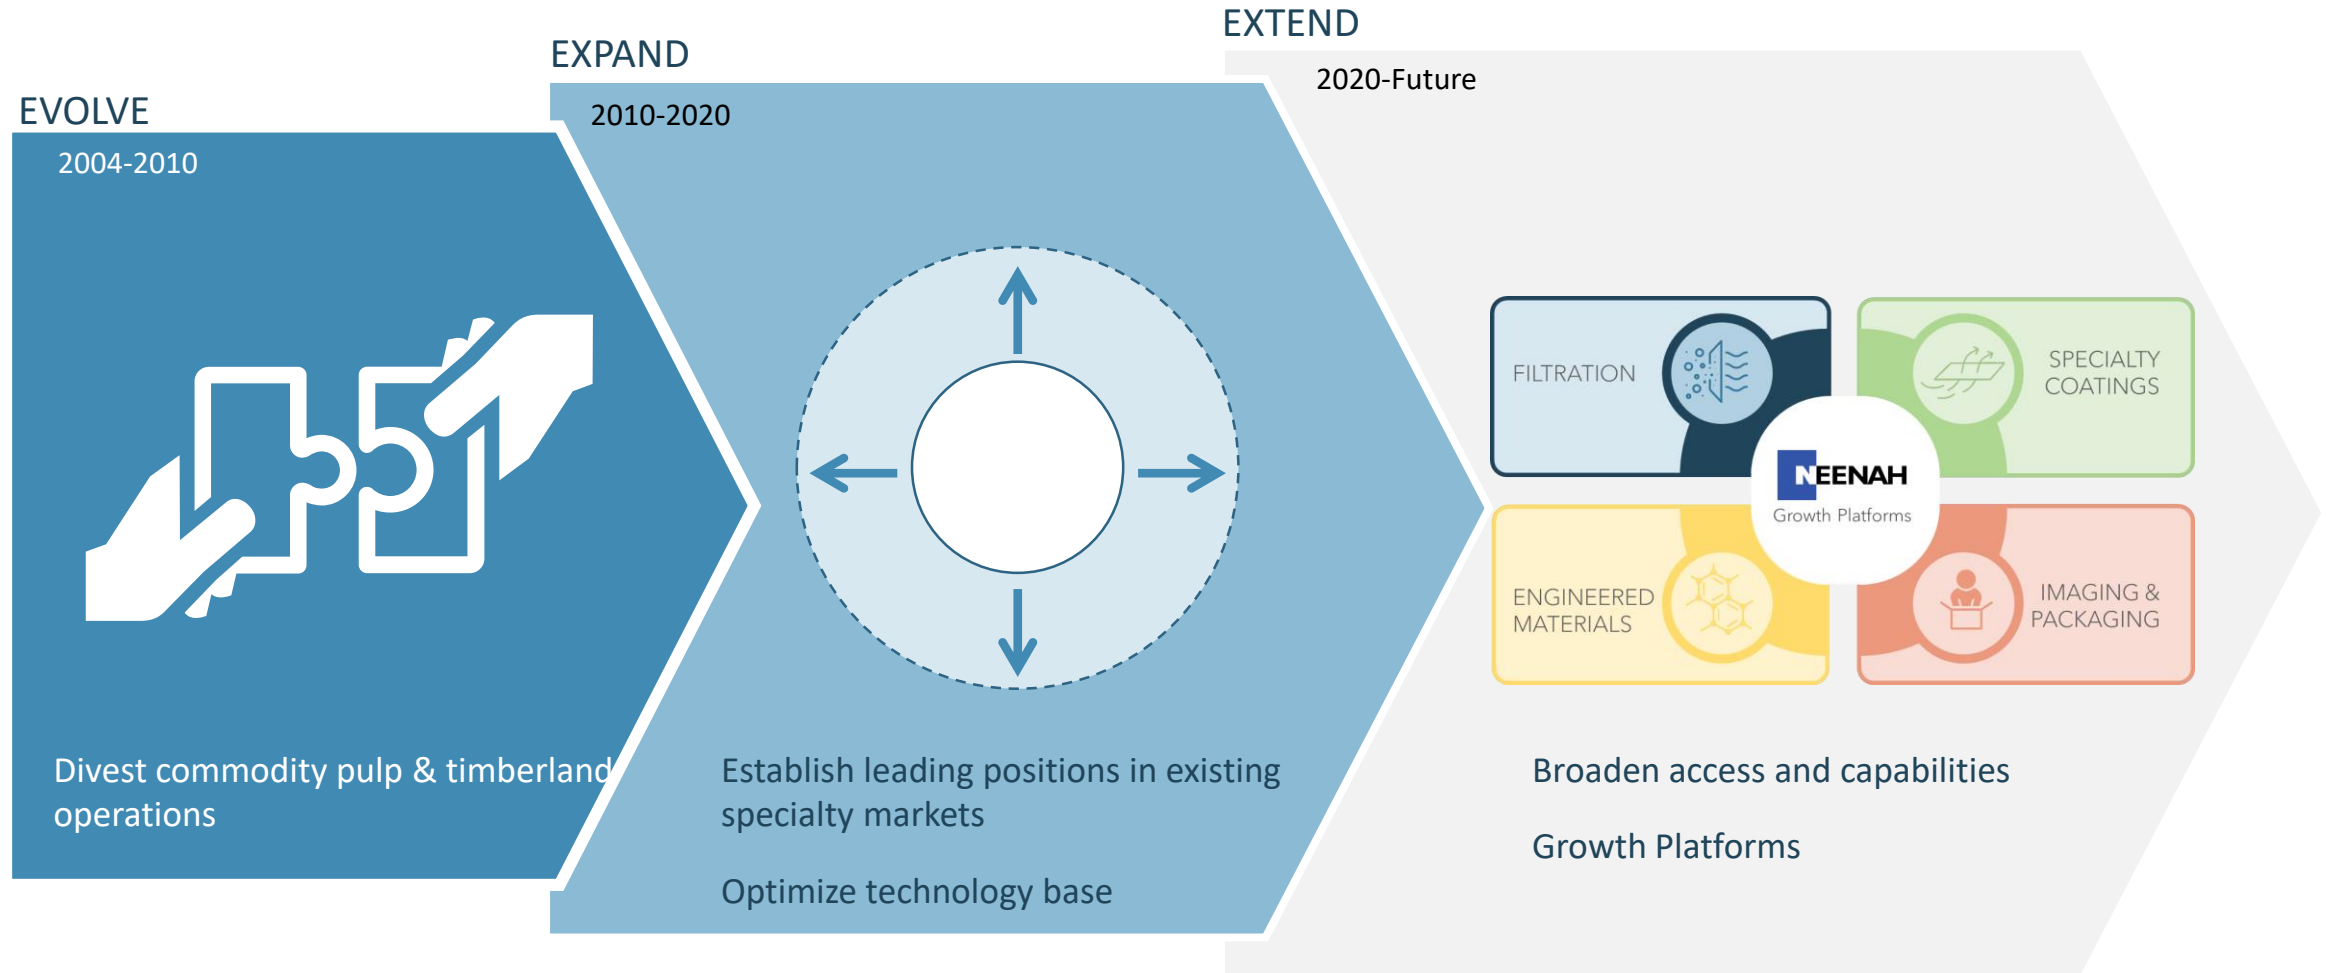 EVOLVE
2004-2010
Divest commodity pulp & timberland
operations
EXPAND
2010-2020
Establish leading positions in existing
specialty markets
Optimize technology base
EXTEND
2020-Future
FILTRATION
SPECIALTY
COATINGS
NEENAH
Growth Platforms
ENGINEERED
MATERIALS
IMAGING &
PACKAGING
Broaden access and capabilities
Growth Platforms